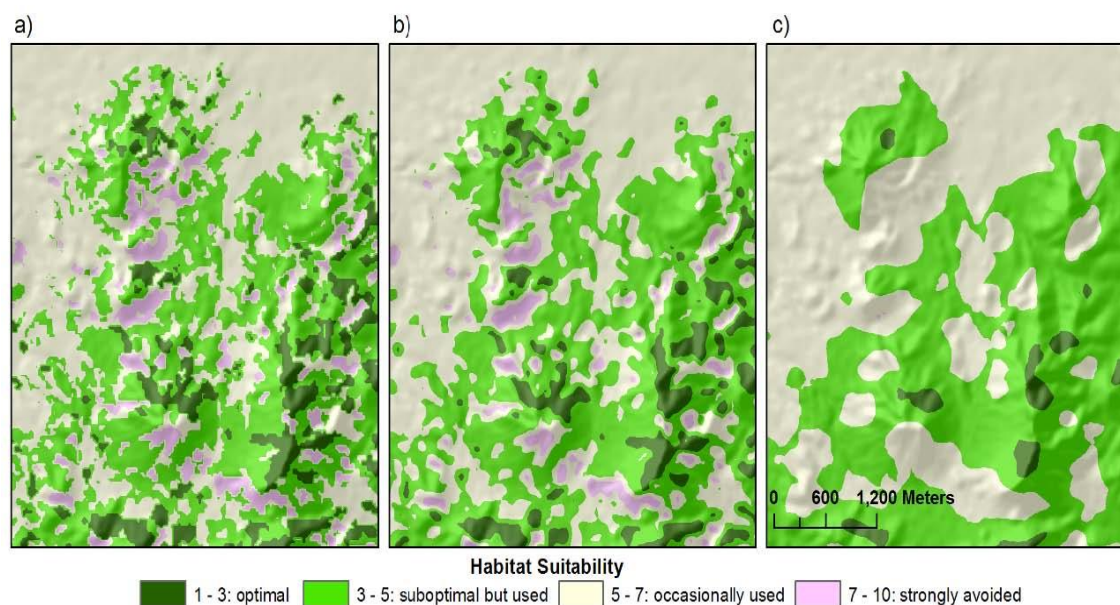 a)
b)
c)
0 600 1,200 Meters
Habitat Suitability
1 - 3: optimal 3 - 5: suboptimal but used 5 - 7: occasionally used 7 - 10: strongly avoided